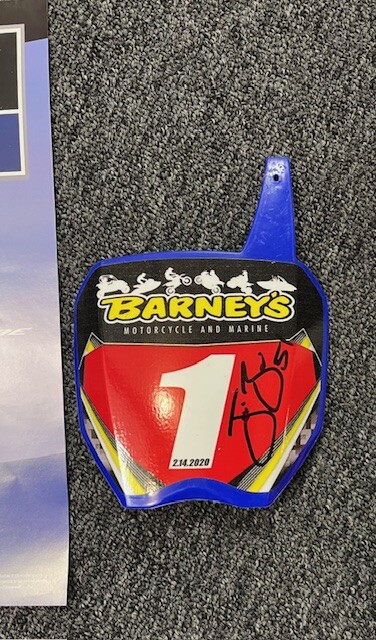 BARNEY'S
MOTORCYCLE AND MARINE
1
2.14.2020